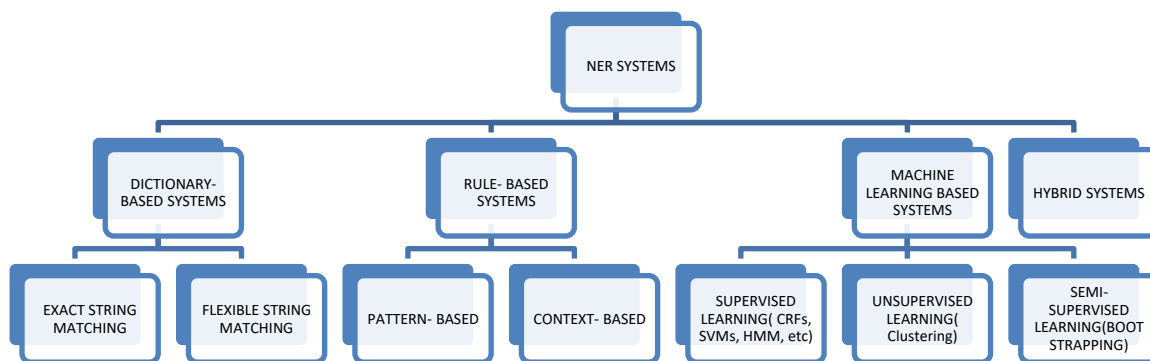 NER SYSTEMS
DICTIONARY-
BASED SYSTEMS
RULE- BASED
SYSTEMS
MACHINE
LEARNING BASED
SYSTEMS
HYBRID SYSTEMS
EXACT STRING
MATCHING
FLEXIBLE STRING
MATCHING
PATTERN- BASED
CONTEXT- BASED
SUPERVISED
LEARNING( CRFs,
SVMs, HMM, etc)
UNSUPERVISED
LEARNING(
Clustering)
SEMI-
SUPERVISED
LEARNING(BOOT
STRAPPING)